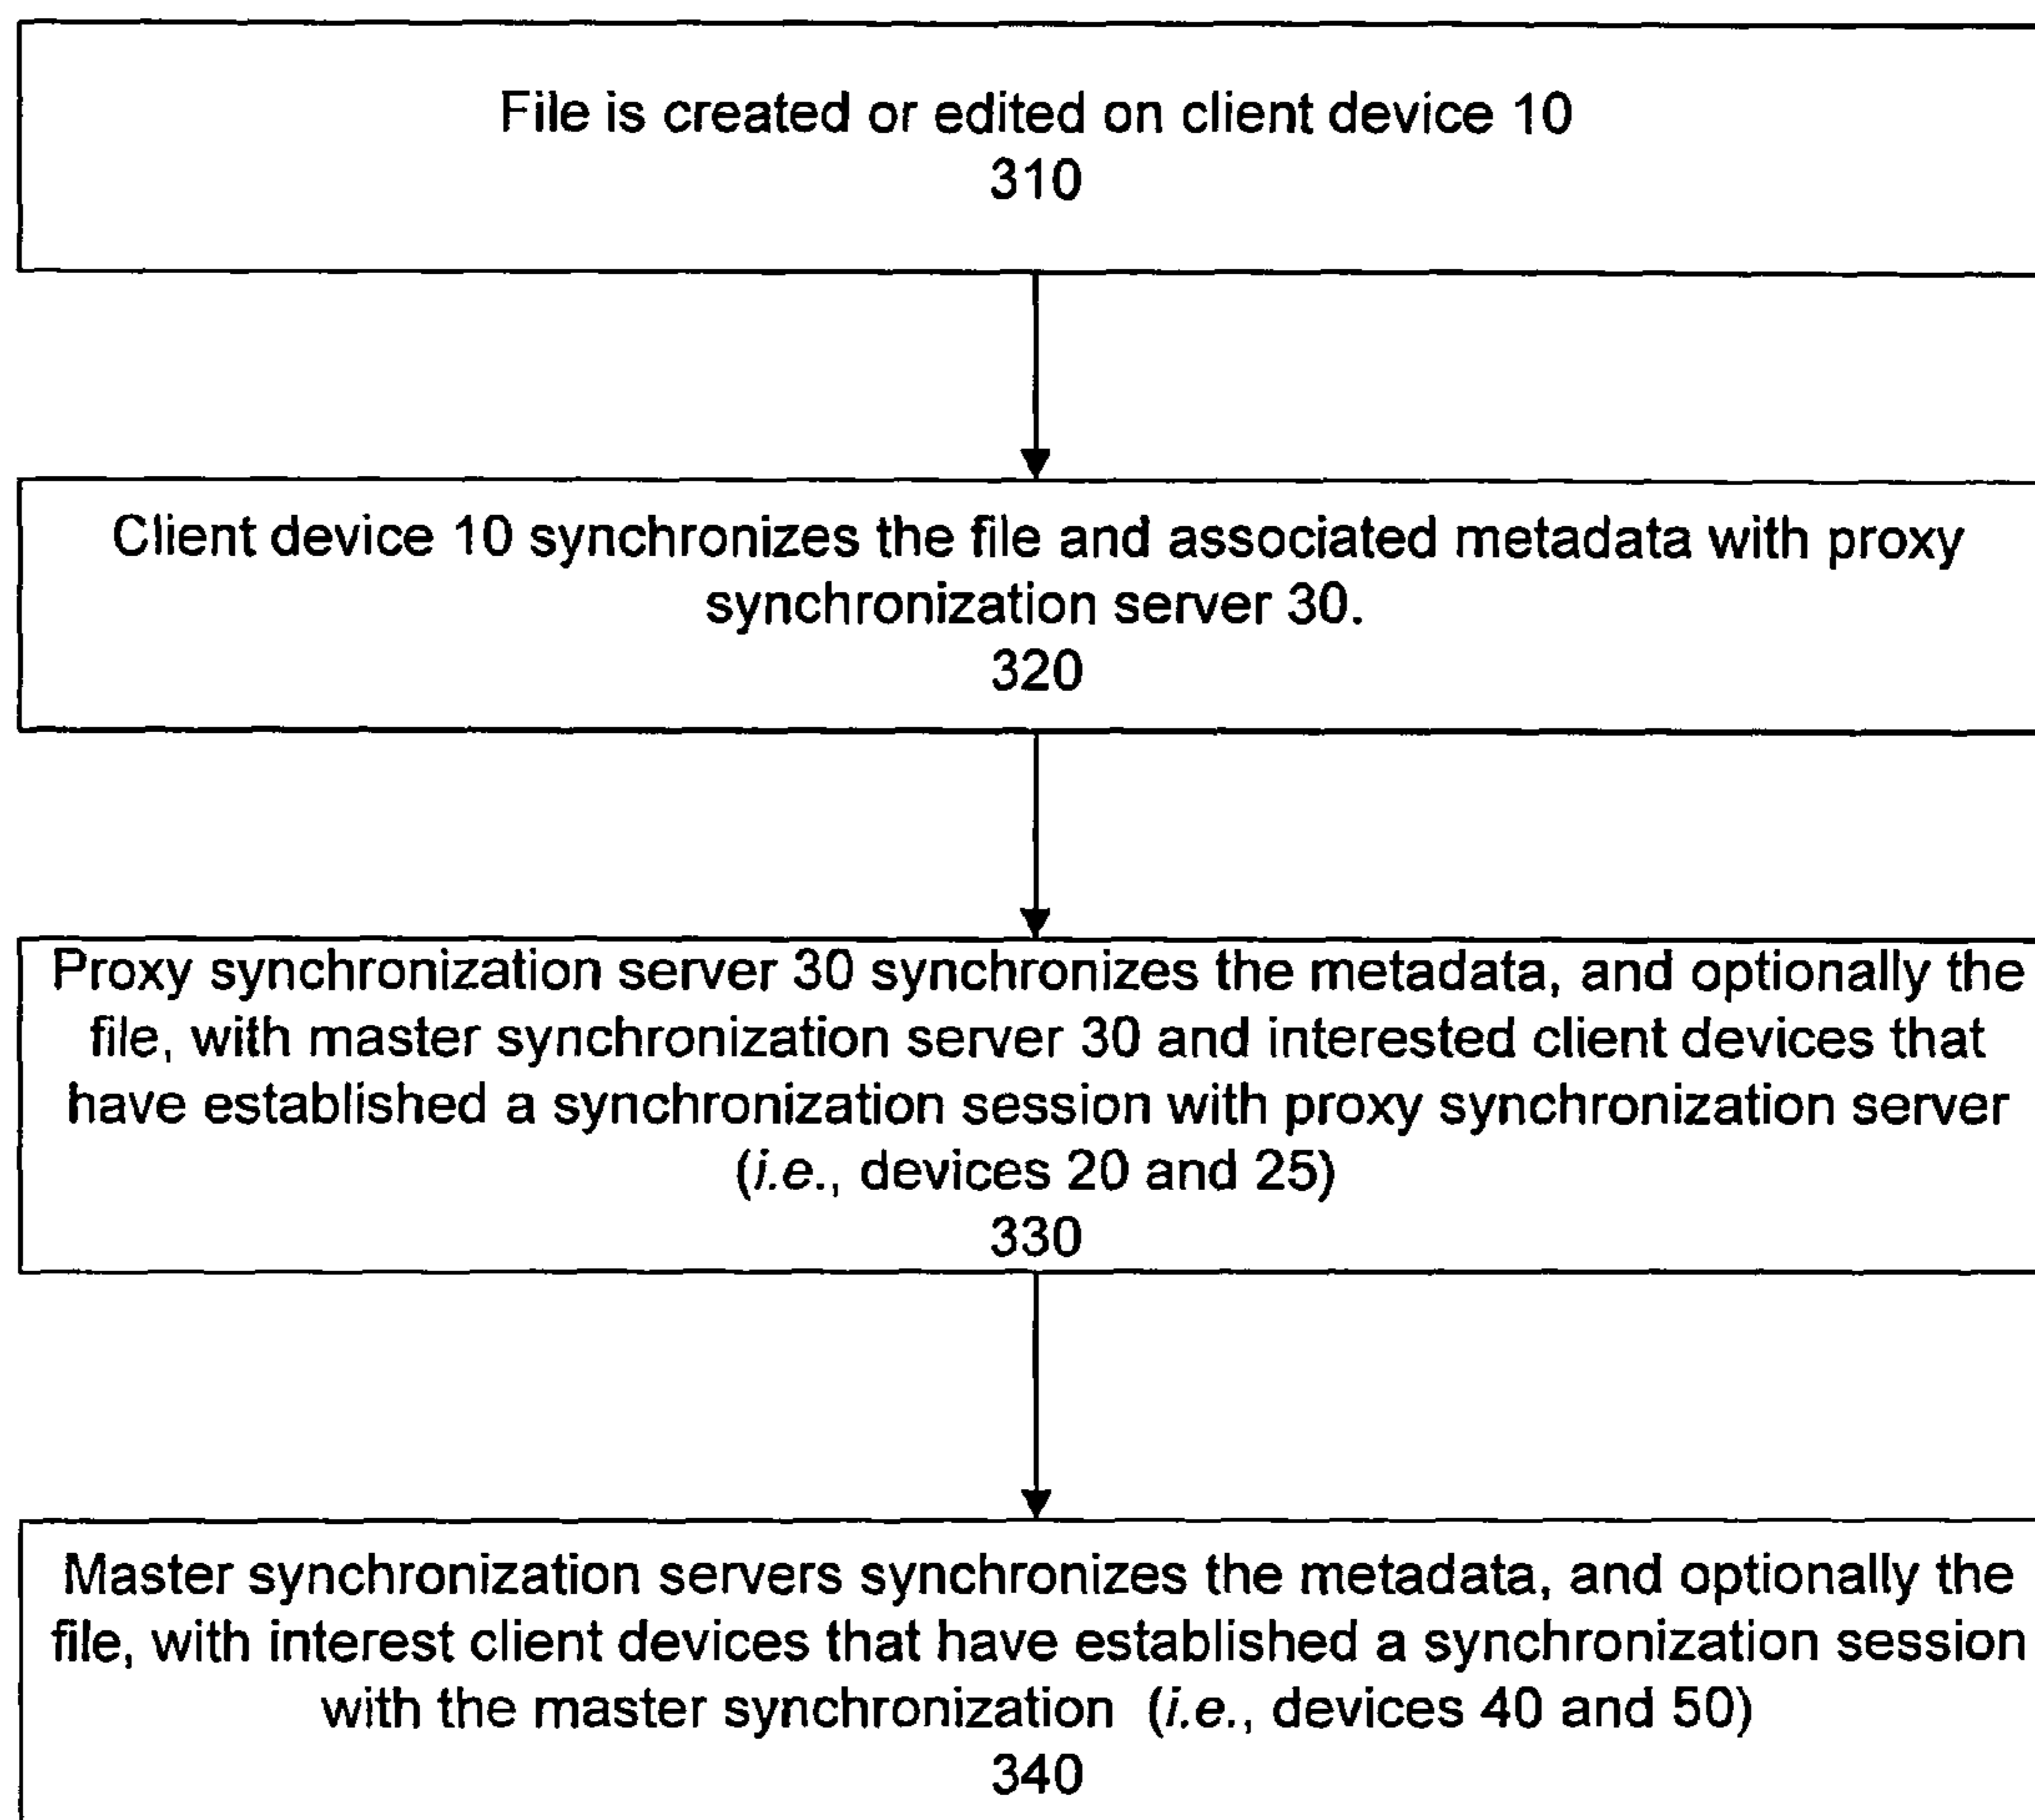 File is created or edited on client device 10
310
Client device 10 synchronizes the file and associated metadata with proxy
synchronization server 30.
320
Proxy synchronization server 30 synchronizes the metadata, and optionally the
file, with master synchronization server 30 and interested client devices that
have established a synchronization session with proxy synchronization server
(i.e., devices 20 and 25)
330
Master synchronization servers synchronizes the metadata, and optionally the
file, with interest client devices that have established a synchronization session
with the master synchronization (i.e., devices 40 and 50)
340